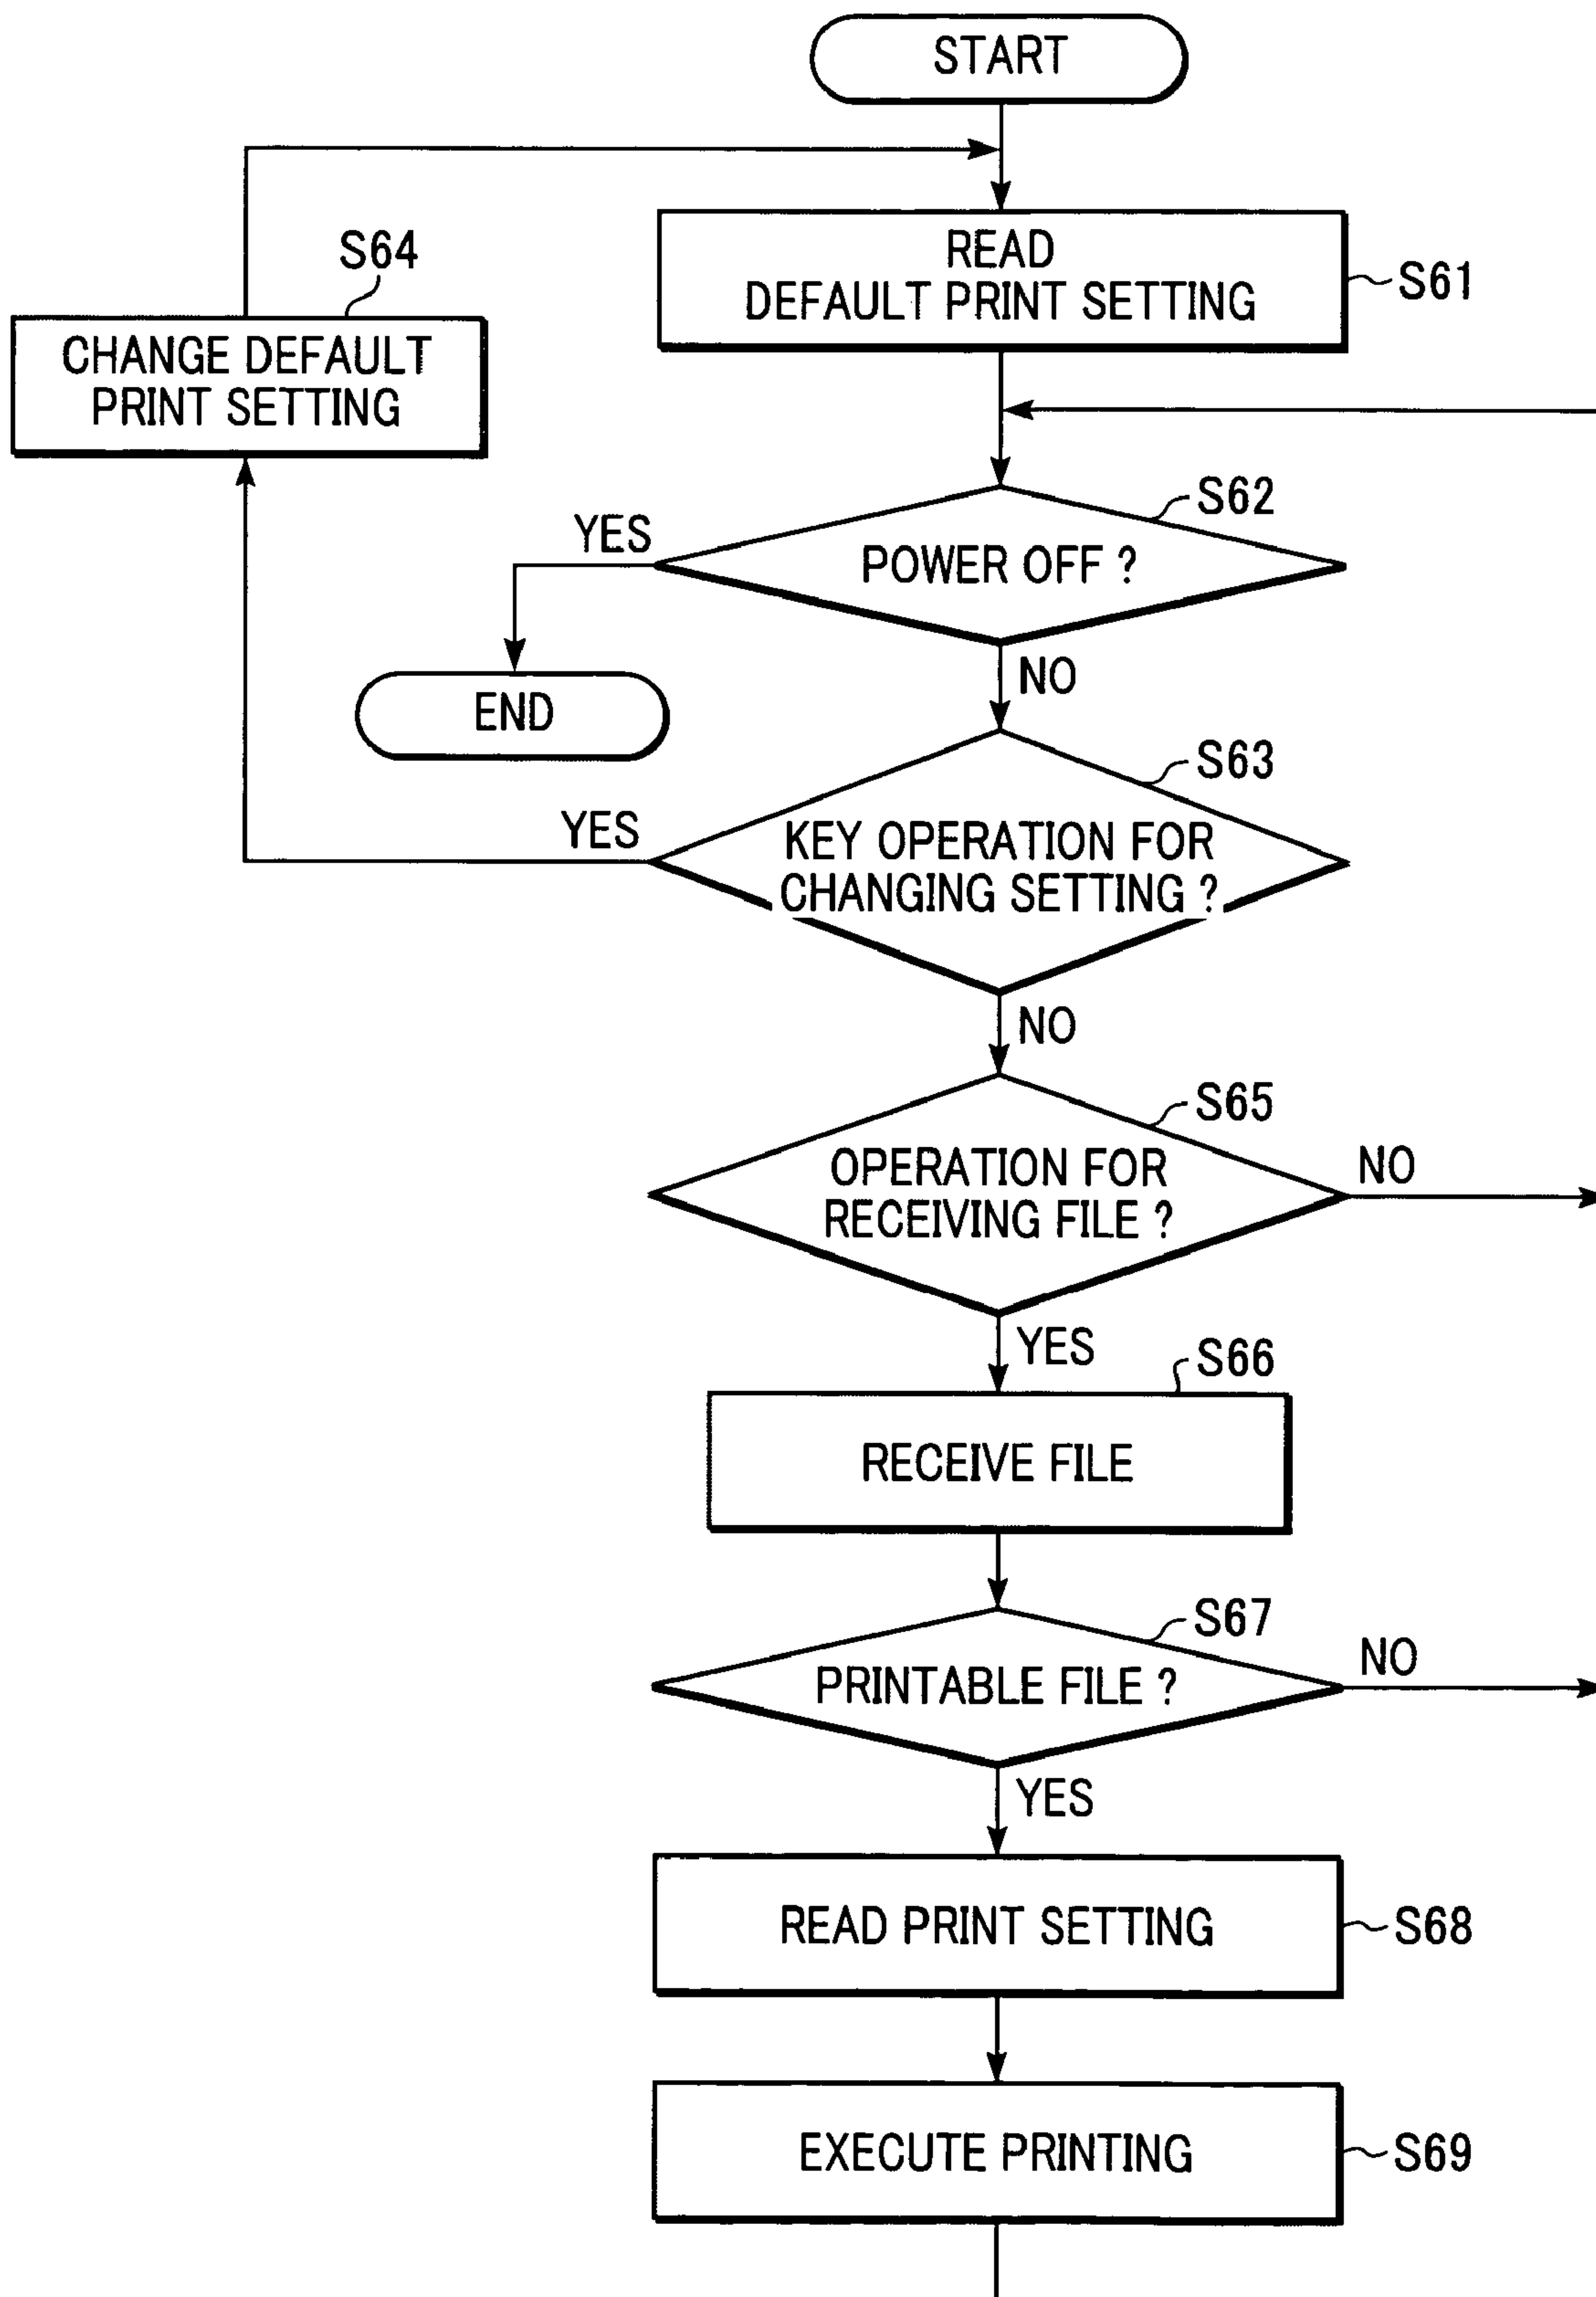 START
READ
DEFAULT PRINT SETTING
S61
S64
CHANGE DEFAULT
PRINT SETTING
S62
YES
POWER OFF ?
NO
END
S63
YES
KEY OPERATION FOR
CHANGING SETTING ?
NO
S65
OPERATION FOR
RECEIVING FILE ?
NO
YES
S66
RECEIVE FILE
S67
PRINTABLE FILE ?
NO
YES
READ PRINT SETTING
S68
EXECUTE PRINTING
S69